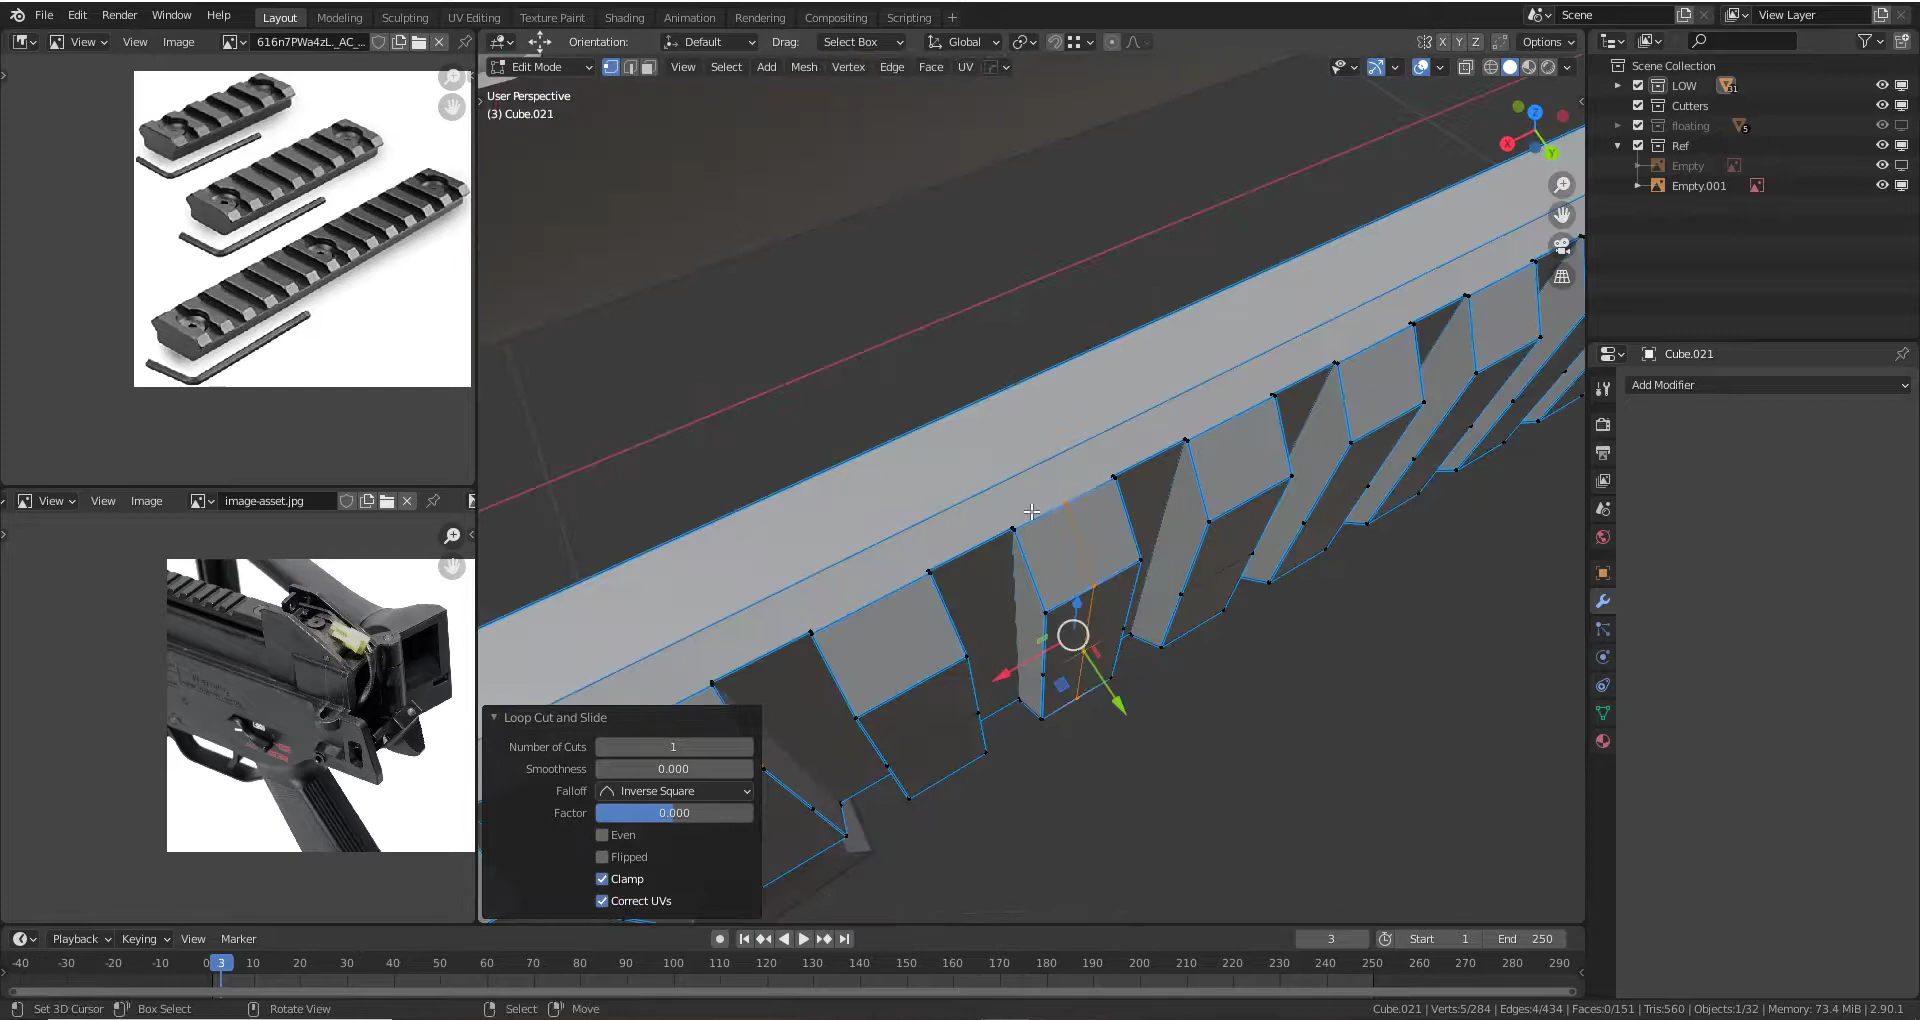 File Edit Render Window Help Layout Modeling Sculpting UV Editing Texture Paint Shading Animation Rendering Compositing Scripting + Scene View Layer
View View Image 616n7PWa4zL._AC_... Orientation: Default Drag: Select Box Global X Y Z Options
Edit Mode View Select Add Mesh Vertex Edge Face UV
User Perspective
(3) Cube.021
Scene Collection
LOW 31
Cutters
floating 5
Ref
Empty
Empty.001
X Y Z
Cube.021
Add Modifier
View View Image image-asset.jpg
Loop Cut and Slide
Number of Cuts 1
Smoothness 0.000
Falloff Inverse Square
Factor 0.000
Even
Flipped
Clamp
Correct UVs
Playback Keying View Marker 3 Start 1 End 250
-40 -30 -20 -10 0 3 10 20 30 40 50 60 70 80 90 100 110 120 130 140 150 160 170 180 190 200 210 220 230 240 250 260 270 280 290
Set 3D Cursor Box Select Rotate View Select Move Cube.021 | Verts:5/284 | Edges:4/434 | Faces:0/151 | Tris:560 | Objects:1/32 | Memory: 73.4 MiB | 2.90.1